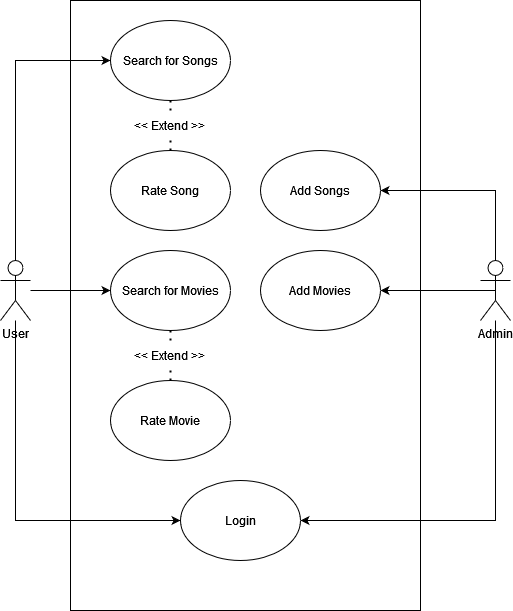 Search for Songs
<< Extend >>
Rate Song
Add Songs
Search for Movies
Add Movies
User
Admin
<< Extend >>
Rate Movie
Login